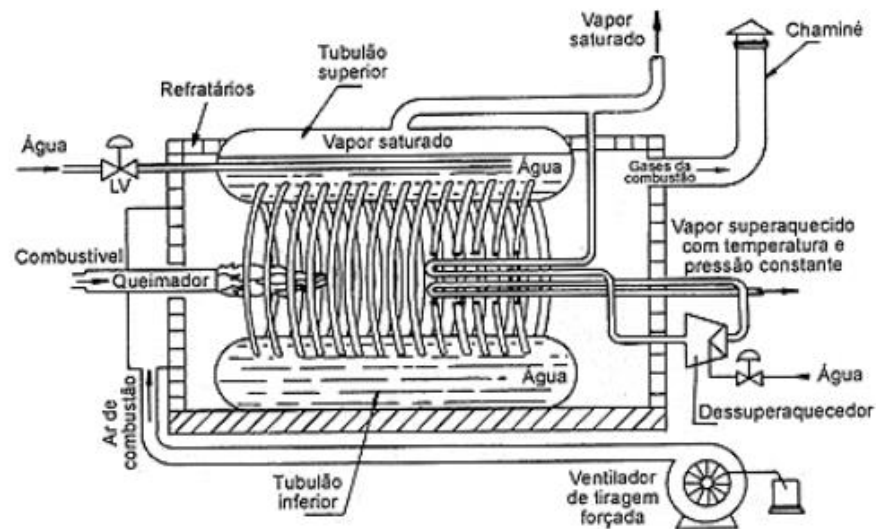 Vapor
saturado
Chaminé
Tubulão
superior
Refratários
Água
LV
Vapor saturado
Água
Gases da
combustão
Vapor superaquecido
com temperatura e
pressão constante
Combustível
Queimador
Água
Água
Dessuperaquecedor
Ar de
combustão
Tubulão
inferior
Ventilador
de tiragem
forçada